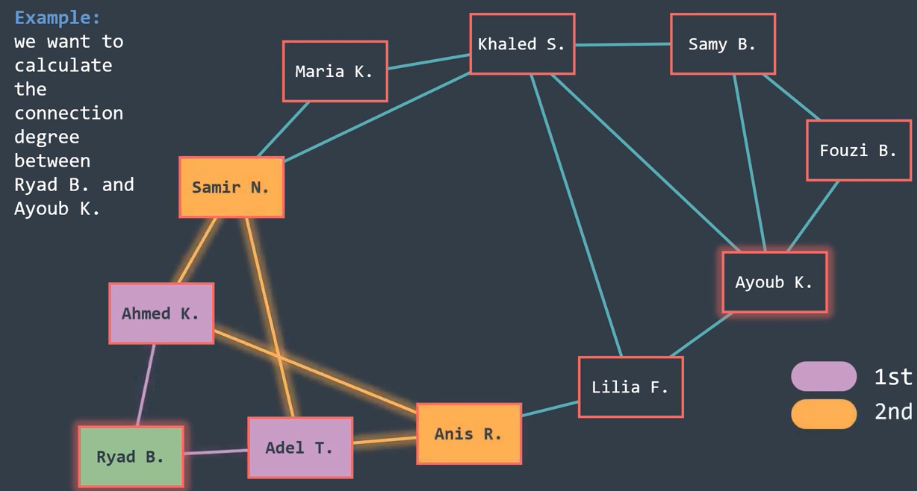 Example:
we want to
calculate
the
connection
degree
between
Ryad B. and
Ayoub K.
Khaled S.
Samy B.
Maria K.
Fouzi B.
Samir N.
Ayoub K.
Ahmed K.
Lilia F.
1st
2nd
Anis R.
Adel T.
Ryad B.